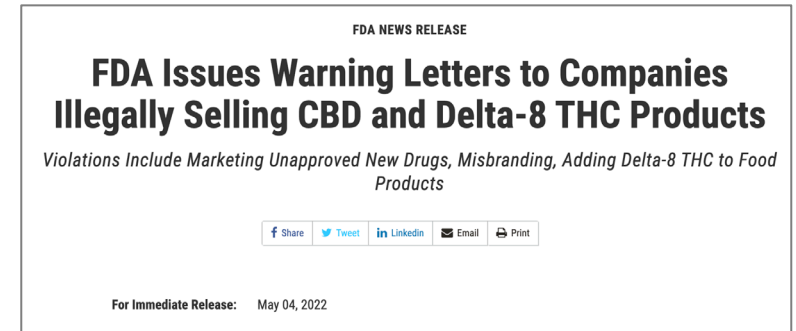 FDA NEWS RELEASE
FDA Issues Warning Letters to Companies
Illegally Selling CBD and Delta-8 THC Products
Violations Include Marketing Unapproved New Drugs, Misbranding, Adding Delta-8 THC to Food
Products
Share Tweet Linkedin Email Print
For Immediate Release: May 04, 2022